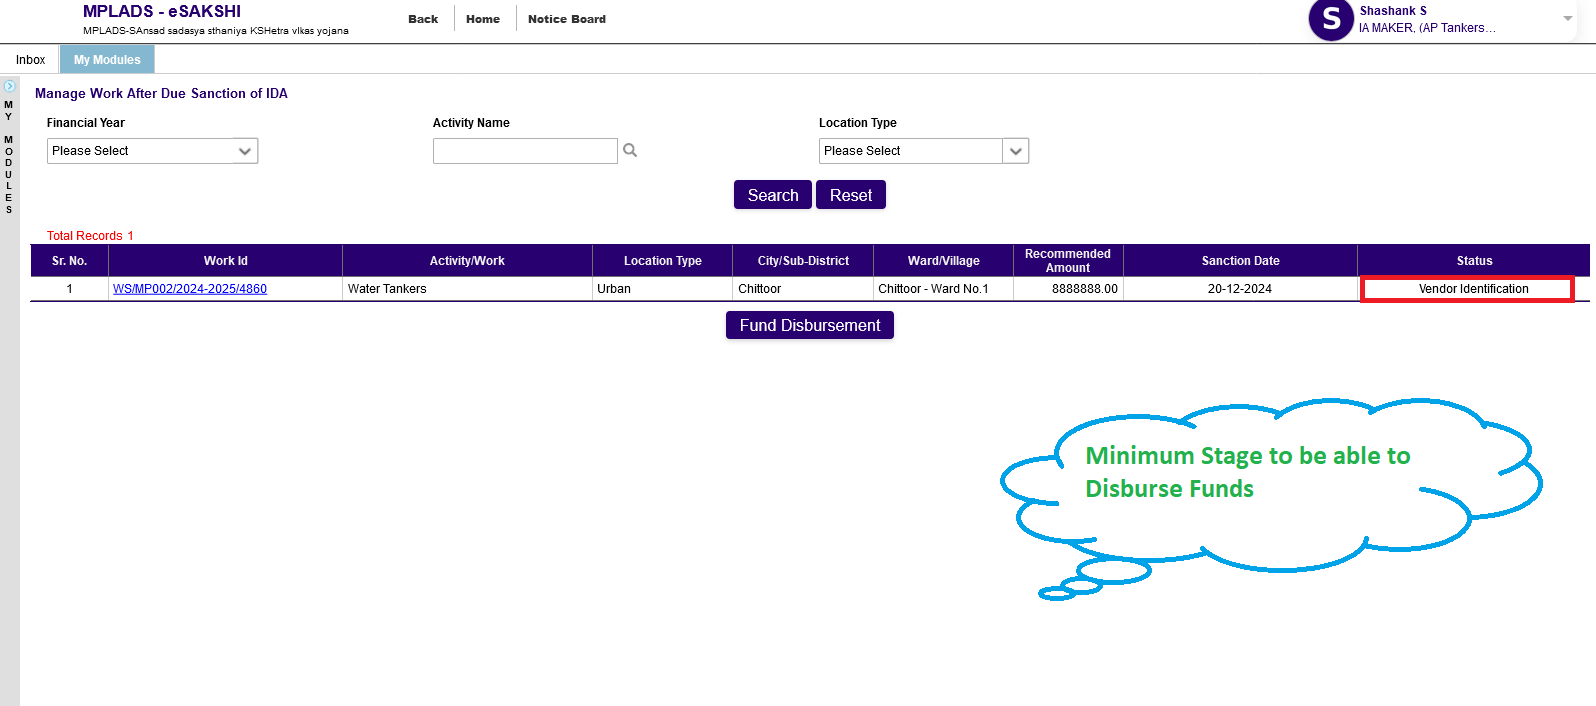 MPLADS - eSAKSHI
MPLADS-SAnsad sadasya sthaniya KSHetra vIkas yojana
Back
Home
Notice Board
S
Shashank S
IA MAKER, (AP Tankers...
Inbox
My Modules
MY MODULES
Manage Work After Due Sanction of IDA
Financial Year
Activity Name
Location Type
Please Select
Please Select
Search
Reset
Total Records 1
Sr. No. Work Id Activity/Work Location Type City/Sub-District Ward/Village Recommended Amount Sanction Date Status
1 WS/MP002/2024-2025/4860 Water Tankers Urban Chittoor Chittoor - Ward No.1 8888888.00 20-12-2024 Vendor Identification
Fund Disbursement
Minimum Stage to be able to
Disburse Funds